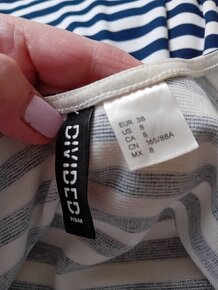 DIVIDED
H&M
EUR 38
US 8
CA 8
CN 165/88A
MX 8